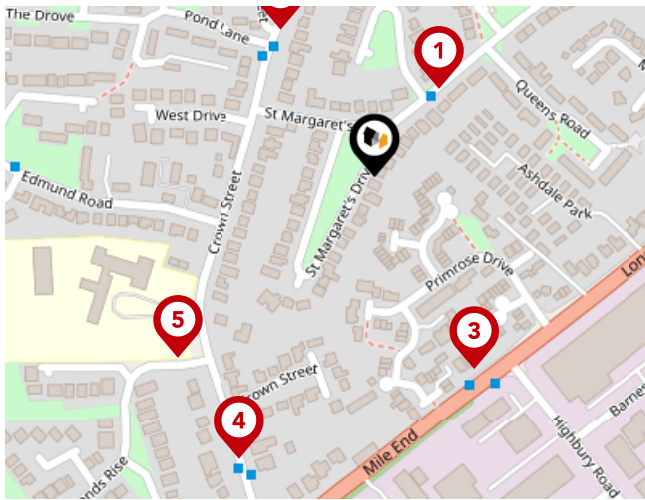 The Drove
Pond Lane
1
West Drive
St Margaret's
Queens Road
Edmund Road
Crown Street
St Margaret's Drive
Ashdale Park
Primrose Drive
5
3
Crown Street
4
Mile End
Highbury Road